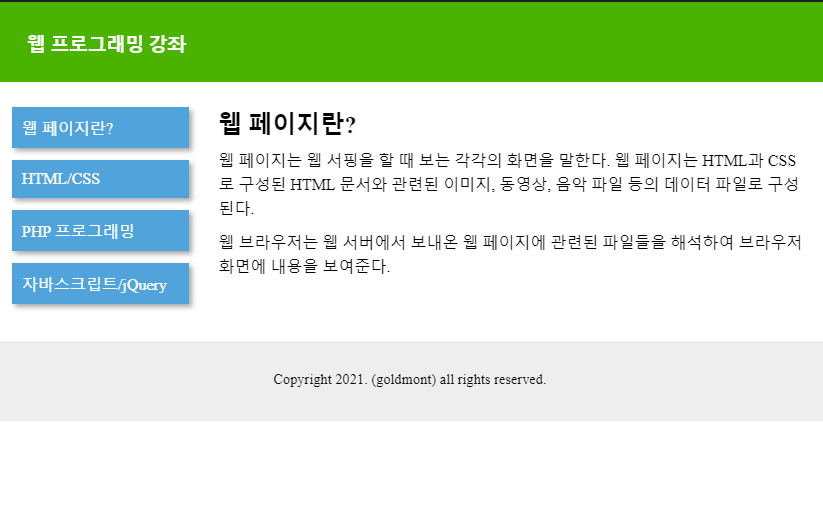 웹 프로그래밍 강좌
웹 페이지란?
HTML/CSS
PHP 프로그래밍
자바스크립트/jQuery
웹 페이지란?
웹 페이지는 웹 서핑을 할 때 보는 각각의 화면을 말한다. 웹 페이지는 HTML과 CSS
로 구성된 HTML 문서와 관련된 이미지, 동영상, 음악 파일 등의 데이터 파일로 구성
된다.
웹 브라우저는 웹 서버에서 보내온 웹 페이지에 관련된 파일들을 해석하여 브라우저
화면에 내용을 보여준다.
Copyright 2021. (goldmont) all rights reserved.